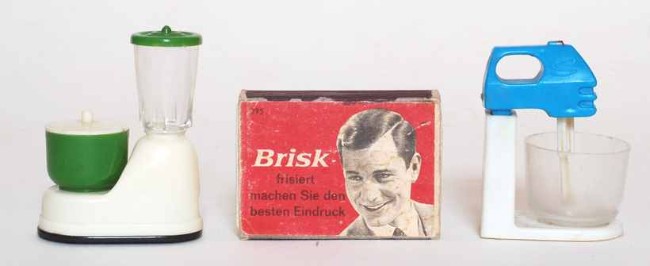 Brisk
frisiert
machen Sie den
besten Eindruck